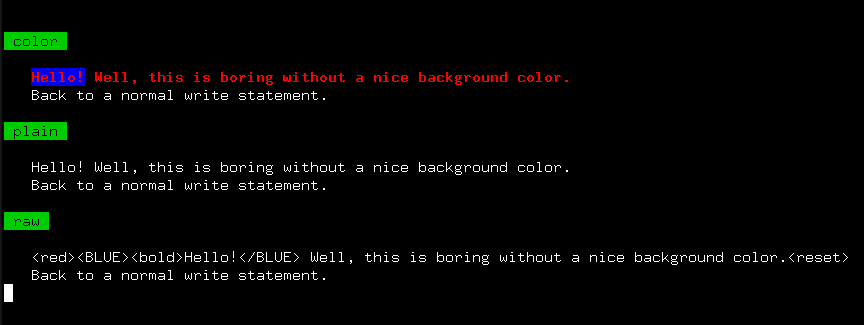 color
Hello! Well, this is boring without a nice background color.
Back to a normal write statement.
plain
Hello! Well, this is boring without a nice background color.
Back to a normal write statement.
raw
<red><BLUE><bold>Hello!</BLUE> Well, this is boring without a nice background color.<reset>
Back to a normal write statement.